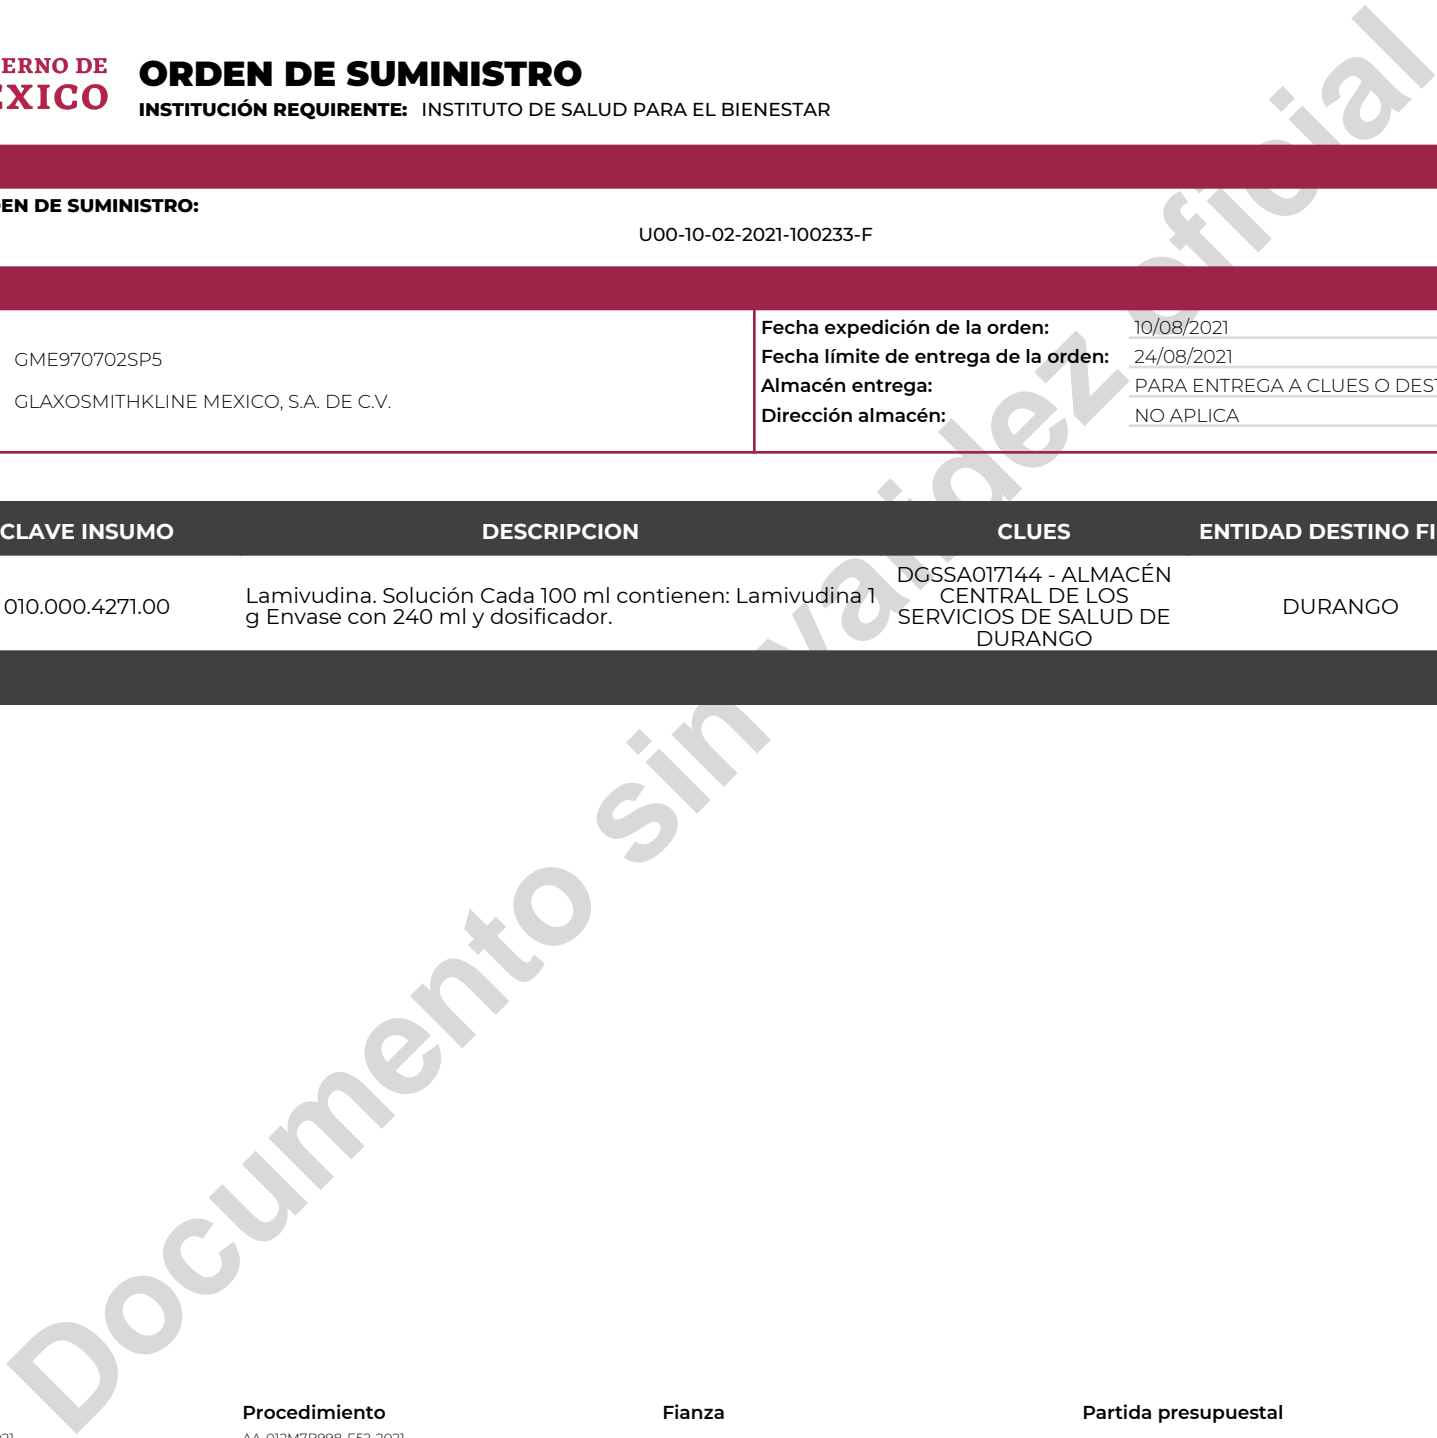 ERNO DE
EXICO
ORDEN DE SUMINISTRO
INSTITUCIÓN REQUIRENTE: INSTITUTO DE SALUD PARA EL BIENESTAR
EN DE SUMINISTRO:
U00-10-02-2021-100233-F
GME970702SP5
GLAXOSMITHKLINE MEXICO, S.A. DE C.V.
Fecha expedición de la orden: 10/08/2021
Fecha límite de entrega de la orden: 24/08/2021
Almacén entrega: PARA ENTREGA A CLUES O DEST
Dirección almacén: NO APLICA
CLAVE INSUMO DESCRIPCION CLUES ENTIDAD DESTINO FI
010.000.4271.00
Lamivudina. Solución Cada 100 ml contienen: Lamivudina 1
g Envase con 240 ml y dosificador.
DGSSA017144 - ALMACÉN
CENTRAL DE LOS
SERVICIOS DE SALUD DE
DURANGO
DURANGO
Documento sin validez oficial
Procedimiento Fianza Partida presupuestal